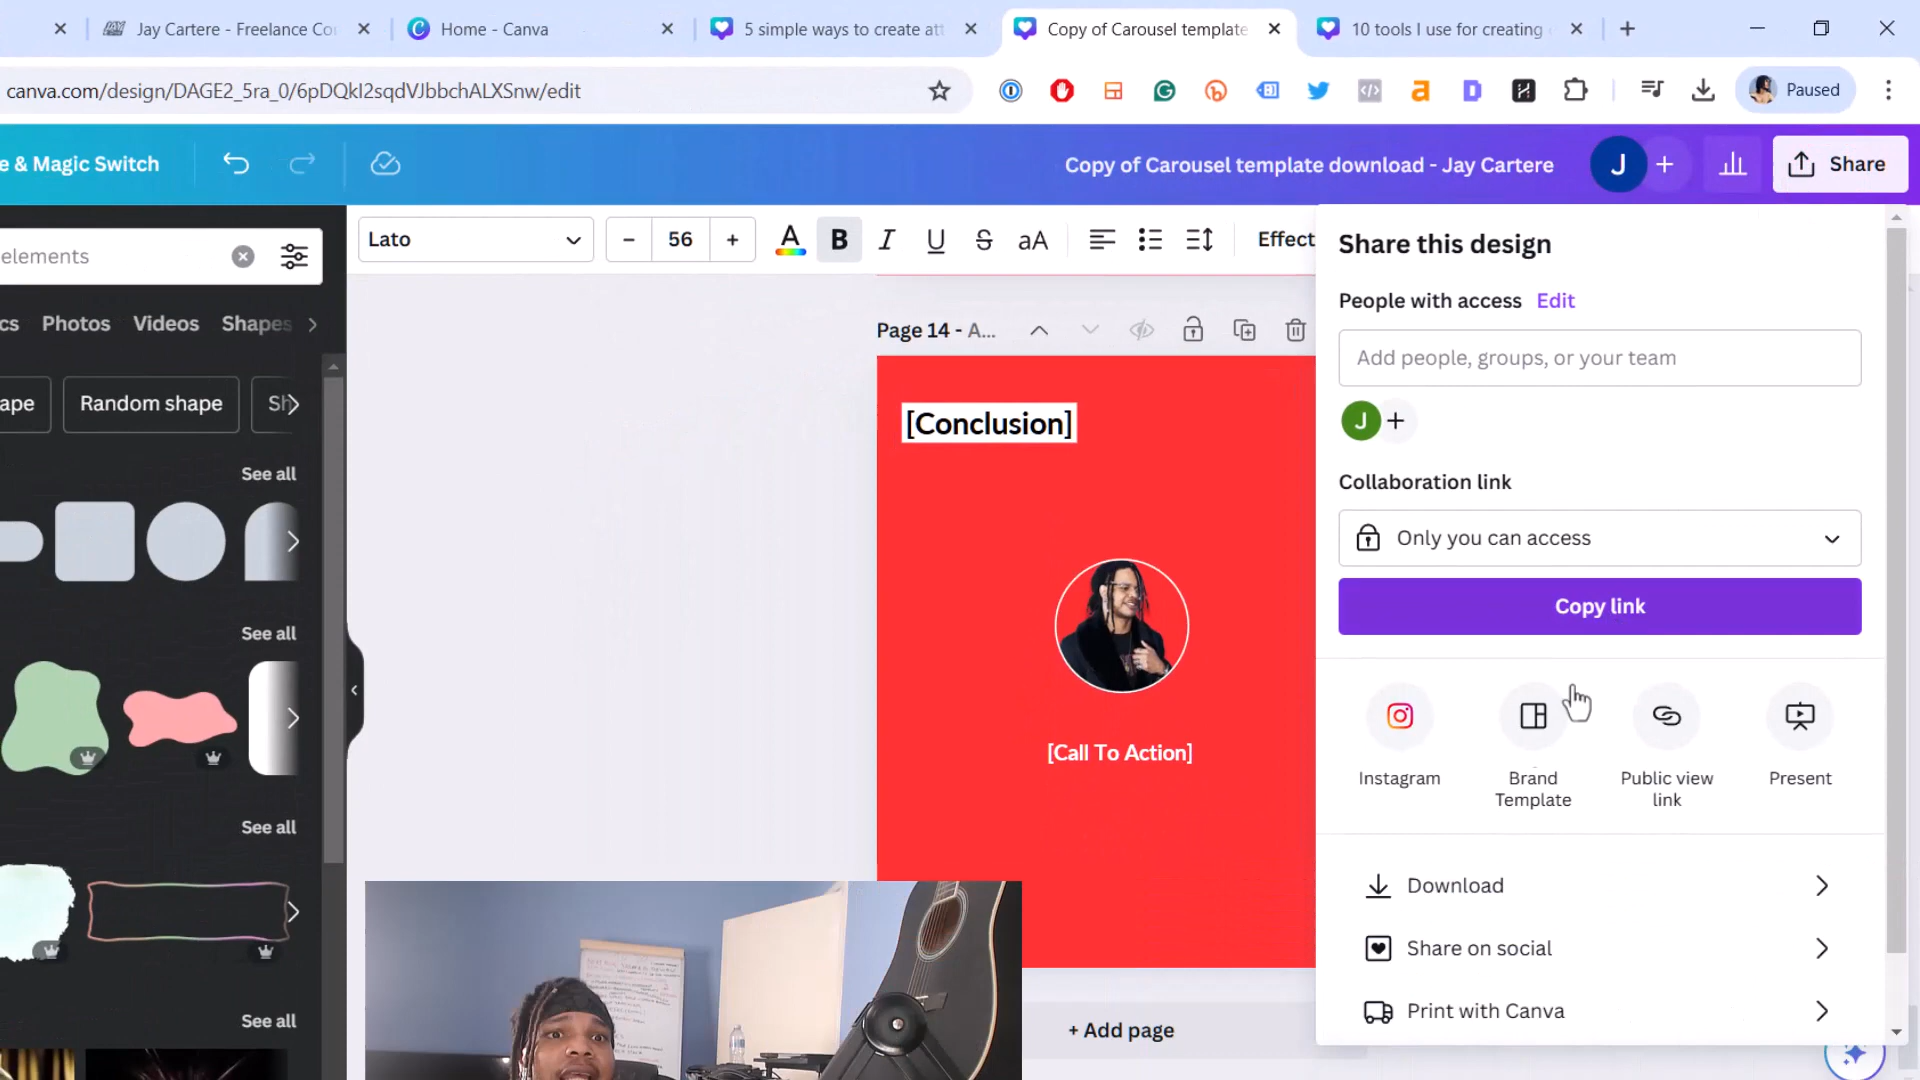 Jay Cartere - Freelance Co
Home - Canva
5 simple ways to create att
Copy of Carousel template
10 tools I use for creating
canva.com/design/DAGE2_5ra_0/6pDQkI2sqdVJbbchALXSnw/edit
Paused
e & Magic Switch
Copy of Carousel template download - Jay Cartere
J
Share
elements
Lato
56
B
aA
Effect
Share this design
People with access Edit
Add people, groups, or your team
J
cs
Photos
Videos
Shapes
Page 14 - A...
ape
Random shape
Sh
[Conclusion]
Collaboration link
See all
Only you can access
Copy link
See all
[Call To Action]
Instagram
Brand
Template
Public view
link
Present
See all
Download
Share on social
Print with Canva
See all
+ Add page